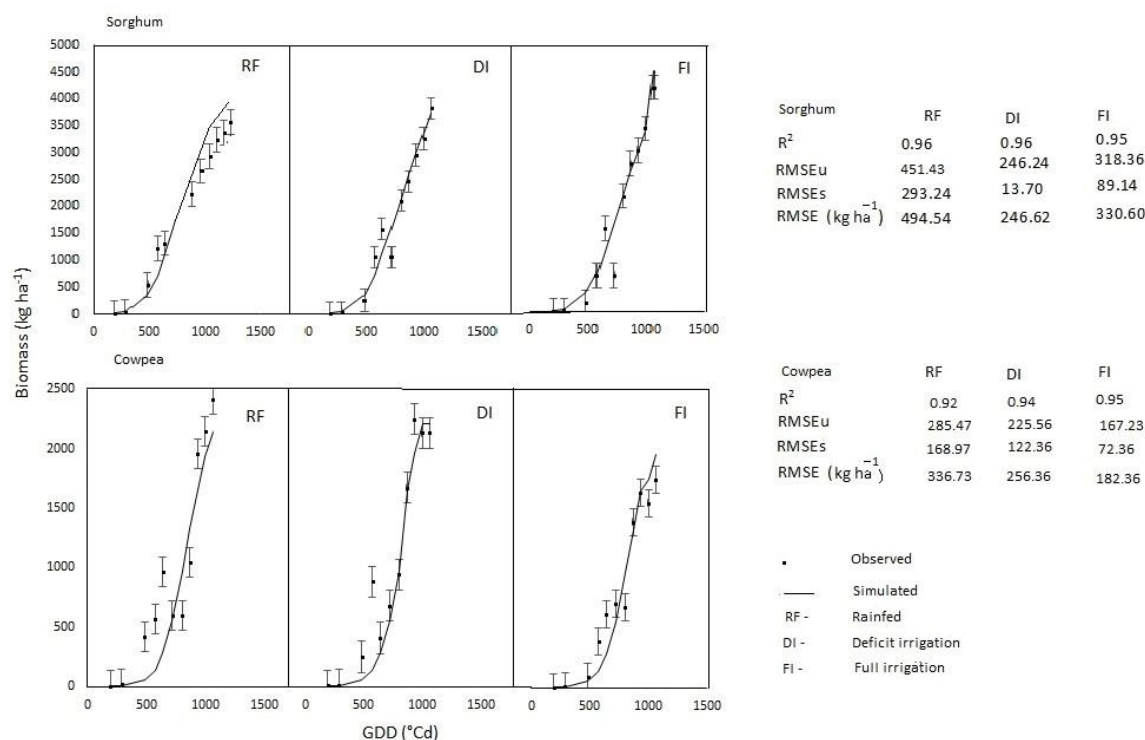 Sorghum
5000
4500
4000
3500
3000
2500
2000
1500
1000
500
0
RF
DI
FI
0 500 1000 1500
0 500 1000 1500
0 500 1000 1500
Biomass (kg ha⁻¹)
Cowpea
2500
2000
1500
1000
500
0
RF
DI
FI
0 500 1000
0 500 1000
0 500 1000 1500
GDD (°Cd)
Sorghum RF DI FI
R² 0.96 0.96 0.95
RMSEu 451.43 246.24 318.36
RMSEs 293.24 13.70 89.14
RMSE (kg ha⁻¹) 494.54 246.62 330.60
Cowpea RF DI FI
R² 0.92 0.94 0.95
RMSEu 285.47 225.56 167.23
RMSEs 168.97 122.36 72.36
RMSE (kg ha⁻¹) 336.73 256.36 182.36
Observed
Simulated
RF - Rainfed
DI - Deficit irrigation
FI - Full irrigation